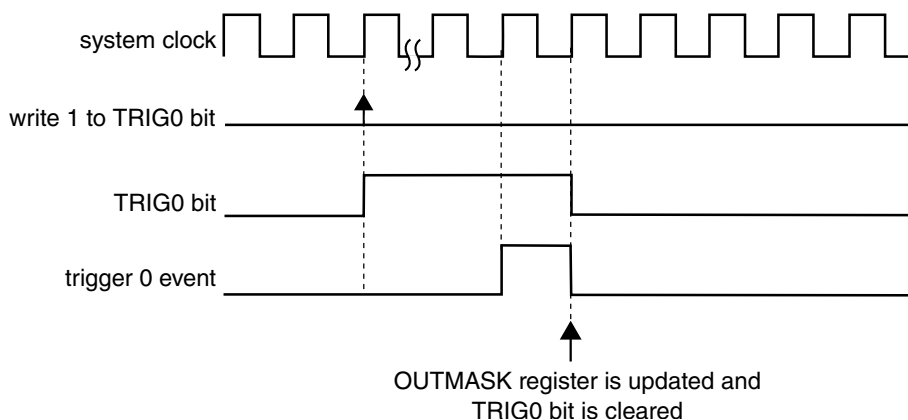 system clock
write 1 to TRIG0 bit
TRIG0 bit
trigger 0 event
OUTMASK register is updated and
TRIG0 bit is cleared